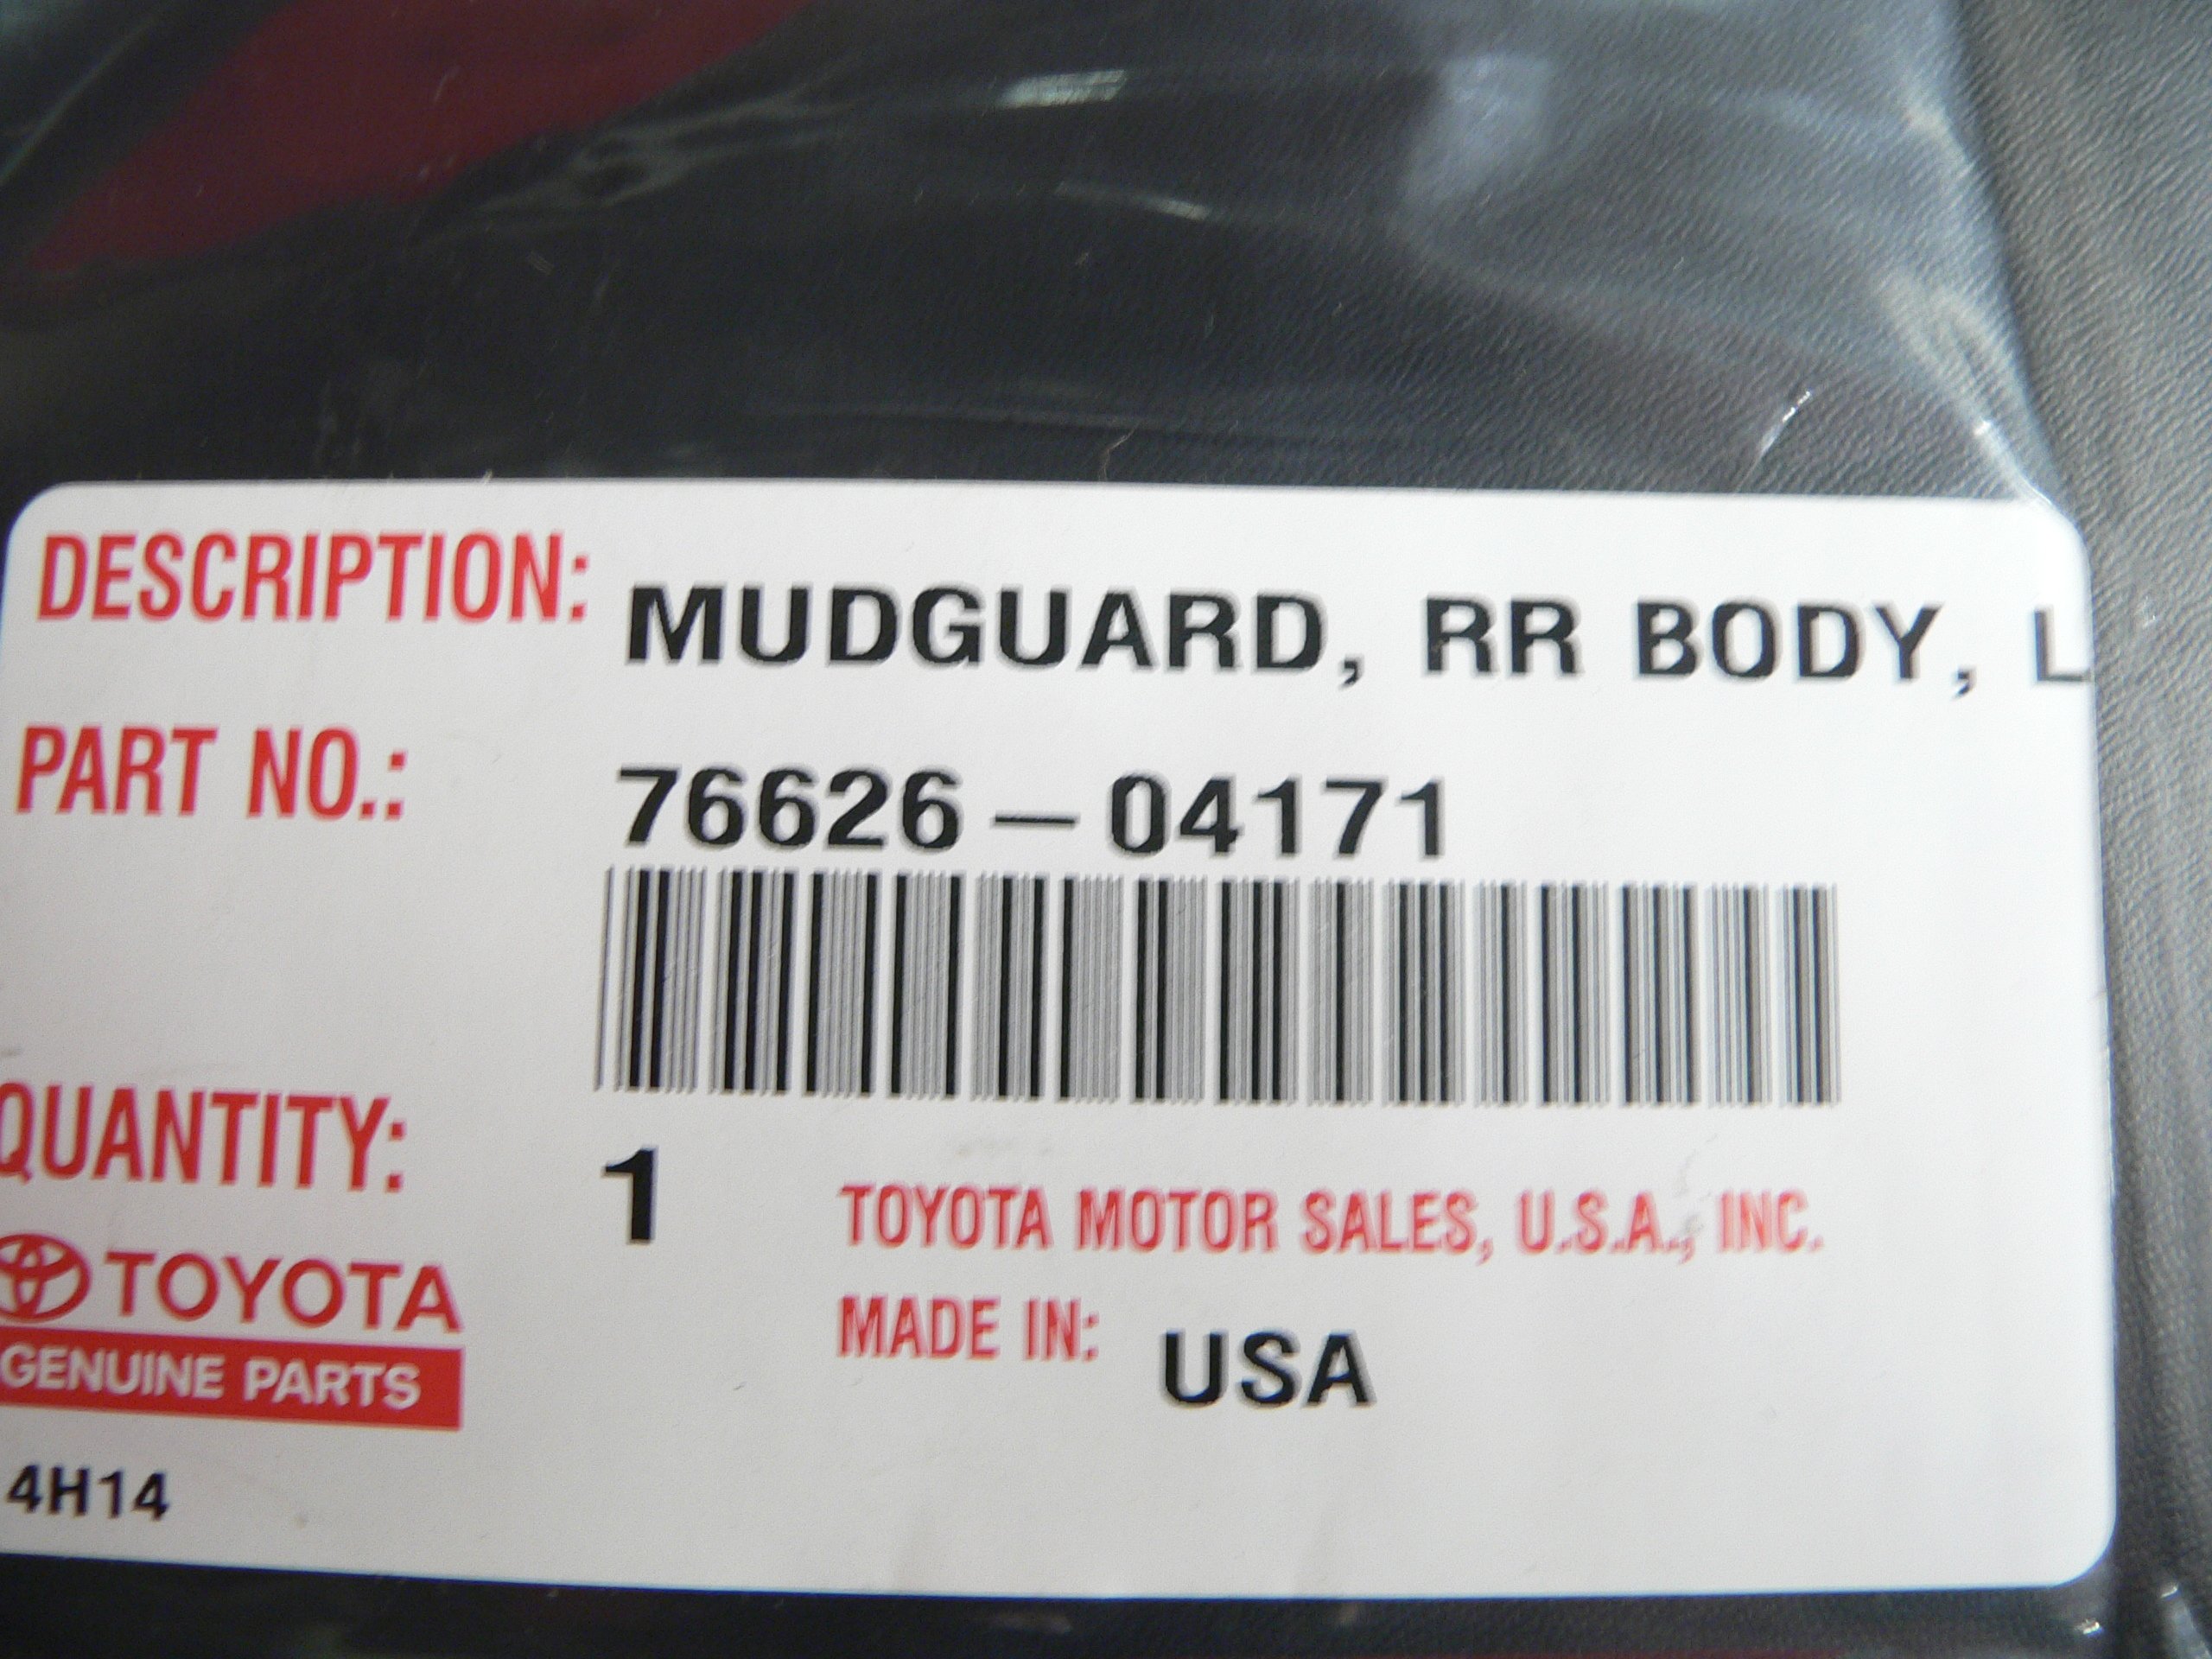 DESCRIPTION: MUDGUARD, RR BODY, L
PART NO.: 76626-04171
QUANTITY: 1
TOYOTA MOTOR SALES, U.S.A., INC.
TOYOTA
MADE IN: USA
GENUINE PARTS
4H14